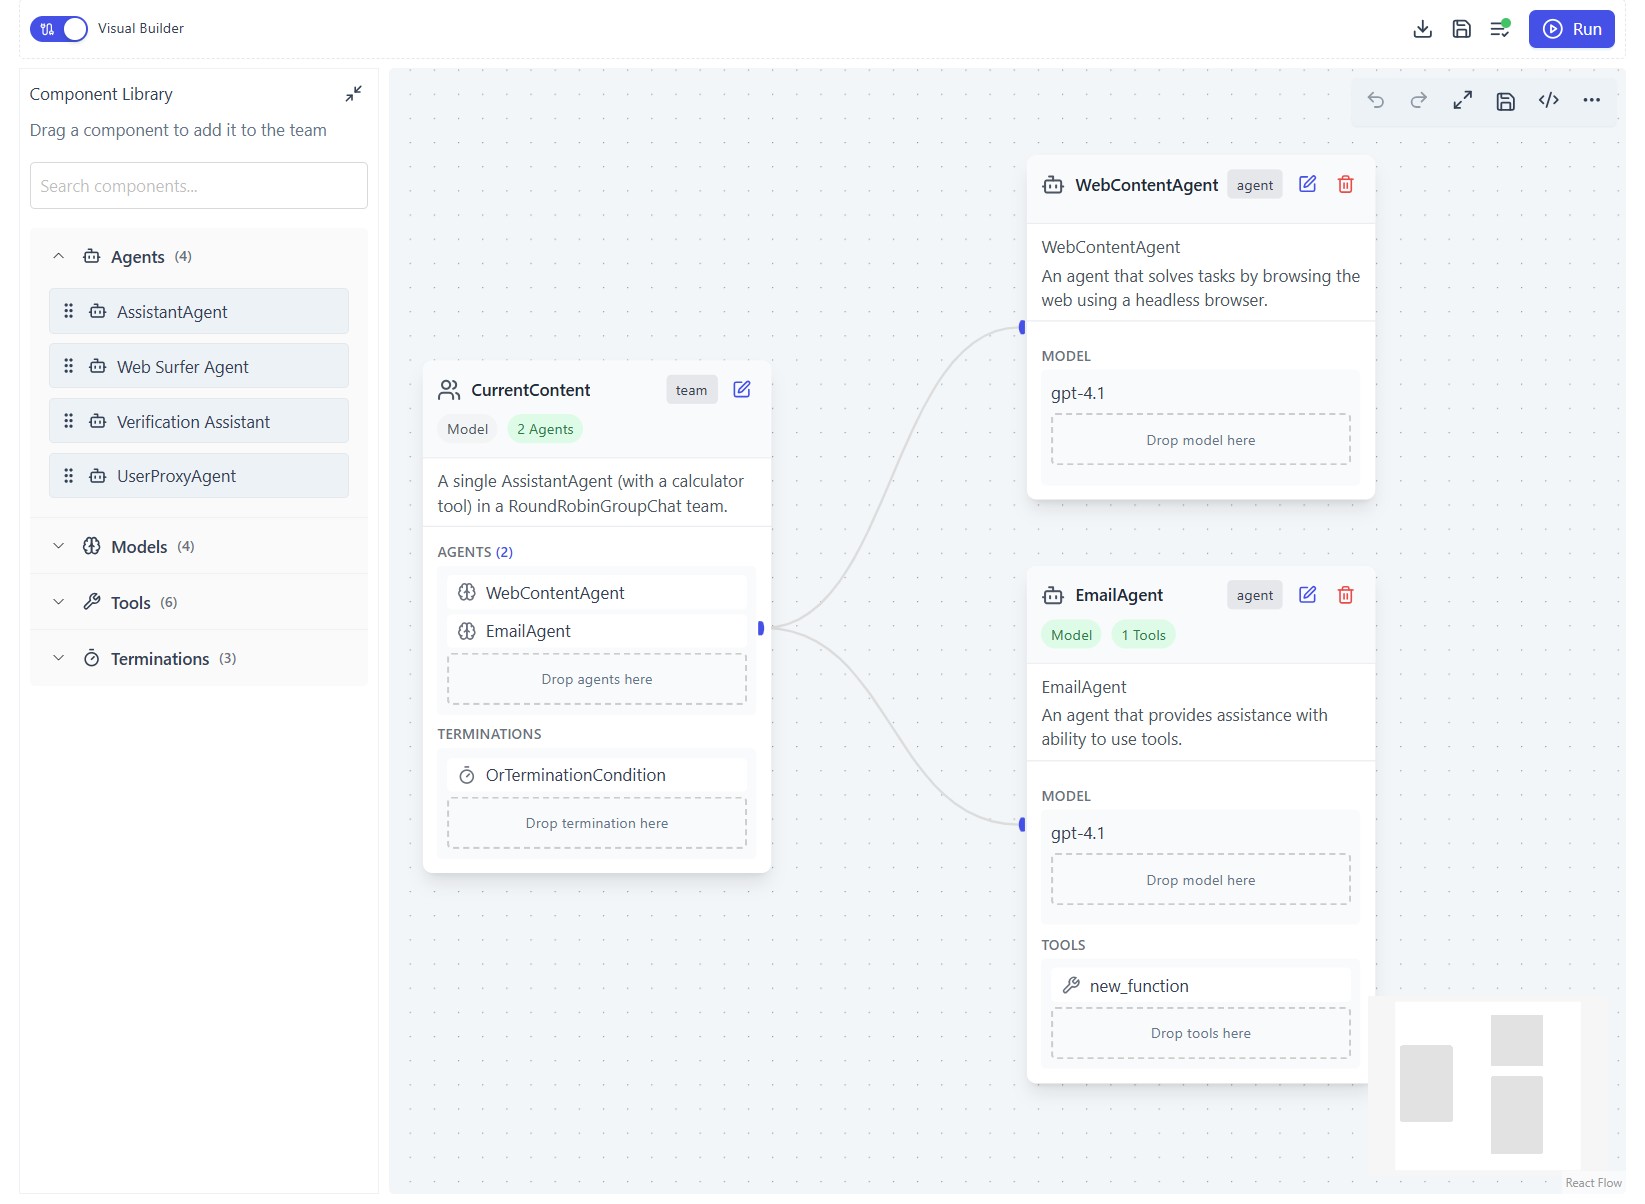 Visual Builder
Run
Component Library
Drag a component to add it to the team
Search components...
Agents (4)
AssistantAgent
Web Surfer Agent
Verification Assistant
UserProxyAgent
Models (4)
Tools (6)
Terminations (3)
CurrentContent team
Model 2 Agents
A single AssistantAgent (with a calculator
tool) in a RoundRobinGroupChat team.
AGENTS (2)
WebContentAgent
EmailAgent
Drop agents here
TERMINATIONS
OrTerminationCondition
Drop termination here
WebContentAgent agent
WebContentAgent
An agent that solves tasks by browsing the
web using a headless browser.
MODEL
gpt-4.1
Drop model here
EmailAgent agent
Model 1 Tools
EmailAgent
An agent that provides assistance with
ability to use tools.
MODEL
gpt-4.1
Drop model here
TOOLS
new_function
Drop tools here
React Flow